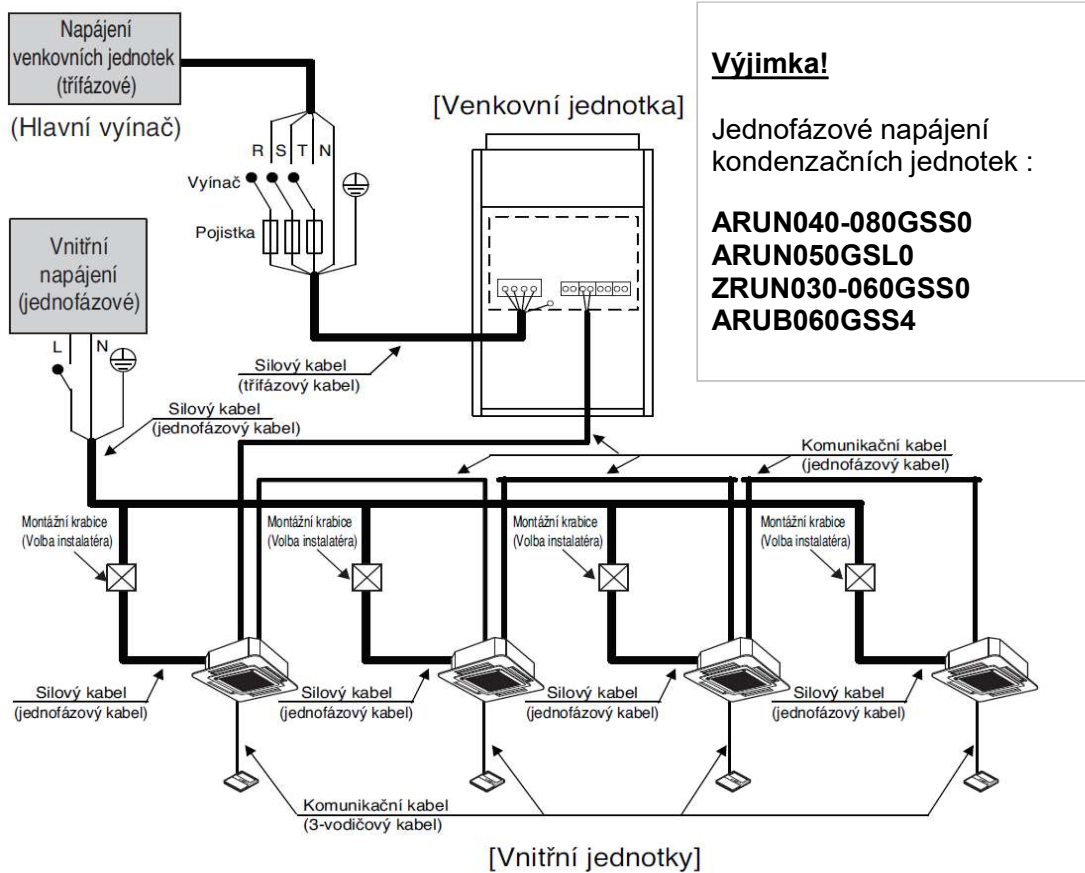 Napájení
venkovních jednotek
(třífázové)
(Hlavní vyínač)
R S T N
Vyínač
Pojistka
[Venkovní jednotka]
Výjimka!
Jednofázové napájení
kondenzačních jednotek :
ARUN040-080GSS0
ARUN050GSL0
ZRUN030-060GSS0
ARUB060GSS4
Vnitřní
napájení
(jednofázové)
L N
Silový kabel
(třífázový kabel)
Silový kabel
(jednofázový kabel)
Komunikační kabel
(jednofázový kabel)
Montážní krabice
(Volba instalatéra)
Montážní krabice
(Volba instalatéra)
Montážní krabice
(Volba instalatéra)
Montážní krabice
(Volba instalatéra)
Silový kabel
(jednofázový kabel)
Silový kabel
(jednofázový kabel)
Silový kabel
(jednofázový kabel)
Silový kabel
(jednofázový kabel)
Komunikační kabel
(3-vodičový kabel)
[Vnitřní jednotky]